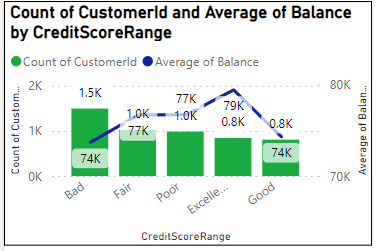 Count of CustomerId and Average of Balance
by CreditScoreRange
Count of CustomerId Average of Balance
2K
1K
0K
80K
70K
Count of Custom...
Average of Balan...
1.5K
1.0K
1.0K
0.8K
0.8K
74K
77K
77K
79K
74K
Bad
Fair
Poor
Excelle...
Good
CreditScoreRange